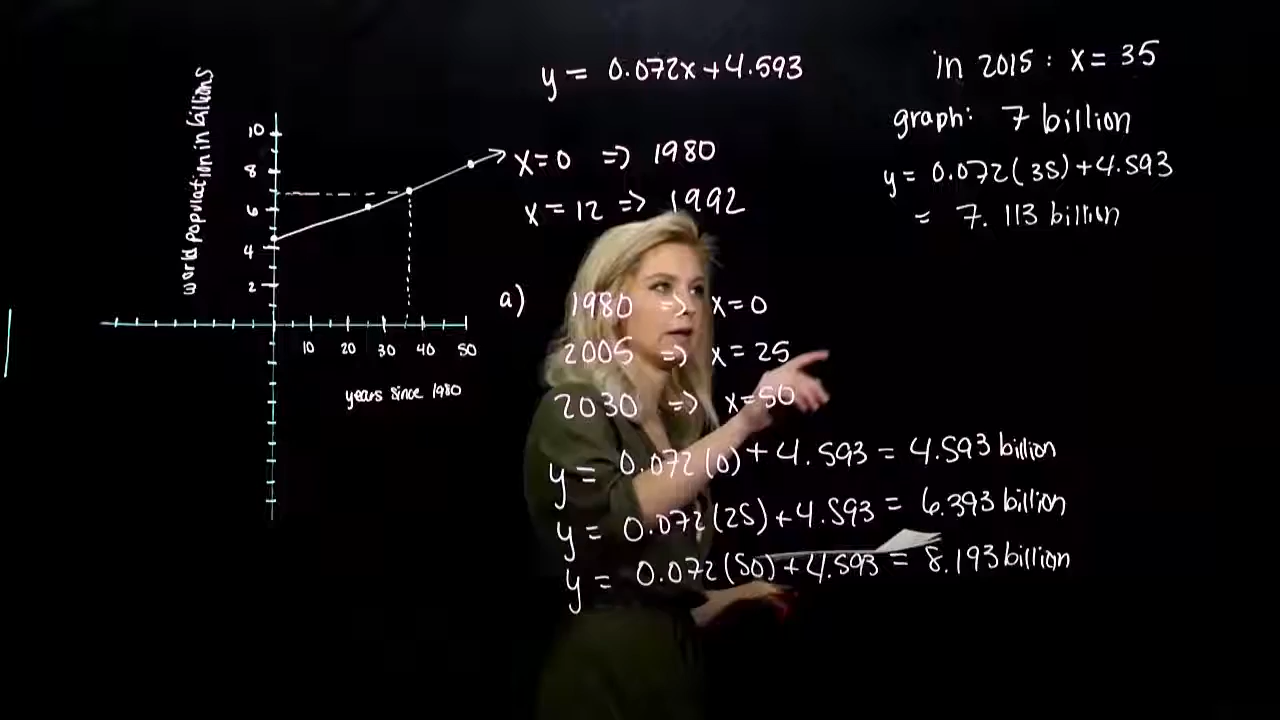 world population in billions
10
8
6
4
2
10 20 30 40 50
years since 1980
y = 0.072x + 4.593
x = 0 => 1980
x = 12 => 1992
a) 1980 => x = 0
2005 => x = 25
2030 => x = 50
y = 0.072(0) + 4.593 = 4.593 billion
y = 0.072(25) + 4.593 = 6.393 billion
y = 0.072(50) + 4.593 = 8.193 billion
in 2015 : x = 35
graph: 7 billion
y = 0.072(35) + 4.593
= 7.113 billion